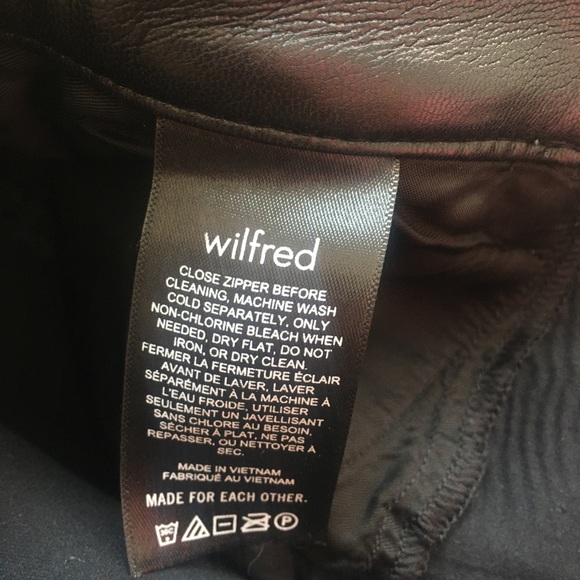 wilfred
CLOSE ZIPPER BEFORE
CLEANING, MACHINE WASH
COLD SEPARATELY, ONLY
NON-CHLORINE BLEACH WHEN
NEEDED, DRY FLAT, DO NOT
IRON, OR DRY CLEAN.
FERMER LA FERMETURE ÉCLAIR
AVANT DE LAVER, LAVER
SÉPARÉMENT À LA MACHINE À
L'EAU FROIDE, UTILISER
SEULEMENT UN JAVELLISANT
SANS CHLORE AU BESOIN,
SÉCHER À PLAT, NE PAS
REPASSER, OU NETTOYER À
SEC.
MADE IN VIETNAM
FABRIQUÉ AU VIETNAM
MADE FOR EACH OTHER.
30C P